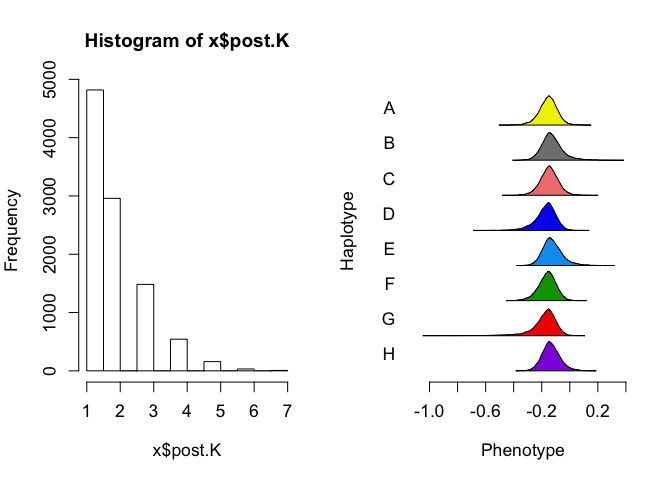 Histogram of x$post.K
Frequency
5000
4000
3000
2000
1000
0
1 2 3 4 5 6 7
x$post.K
Haplotype
A
B
C
D
E
F
G
H
-1.0 -0.6 -0.2 0.2
Phenotype